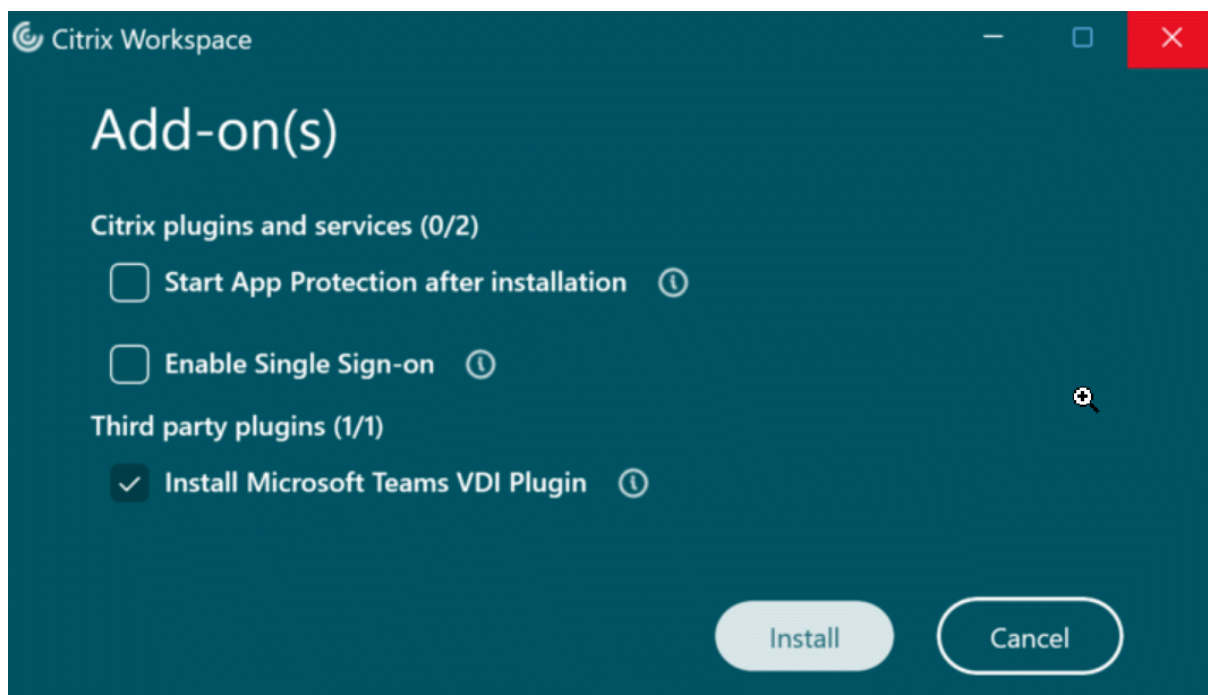 Citrix Workspace
Add-on(s)
Citrix plugins and services (0/2)
Start App Protection after installation
Enable Single Sign-on
Third party plugins (1/1)
Install Microsoft Teams VDI Plugin
Install
Cancel